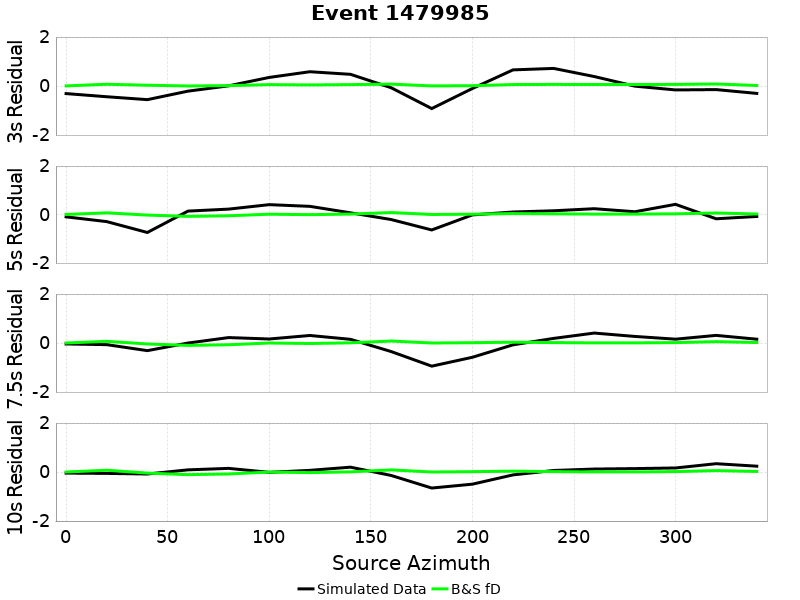 Event 1479985
3s Residual
2
0
-2
5s Residual
2
0
-2
7.5s Residual
2
0
-2
10s Residual
2
0
-2
0 50 100 150 200 250 300
Source Azimuth
Simulated Data B&S fD